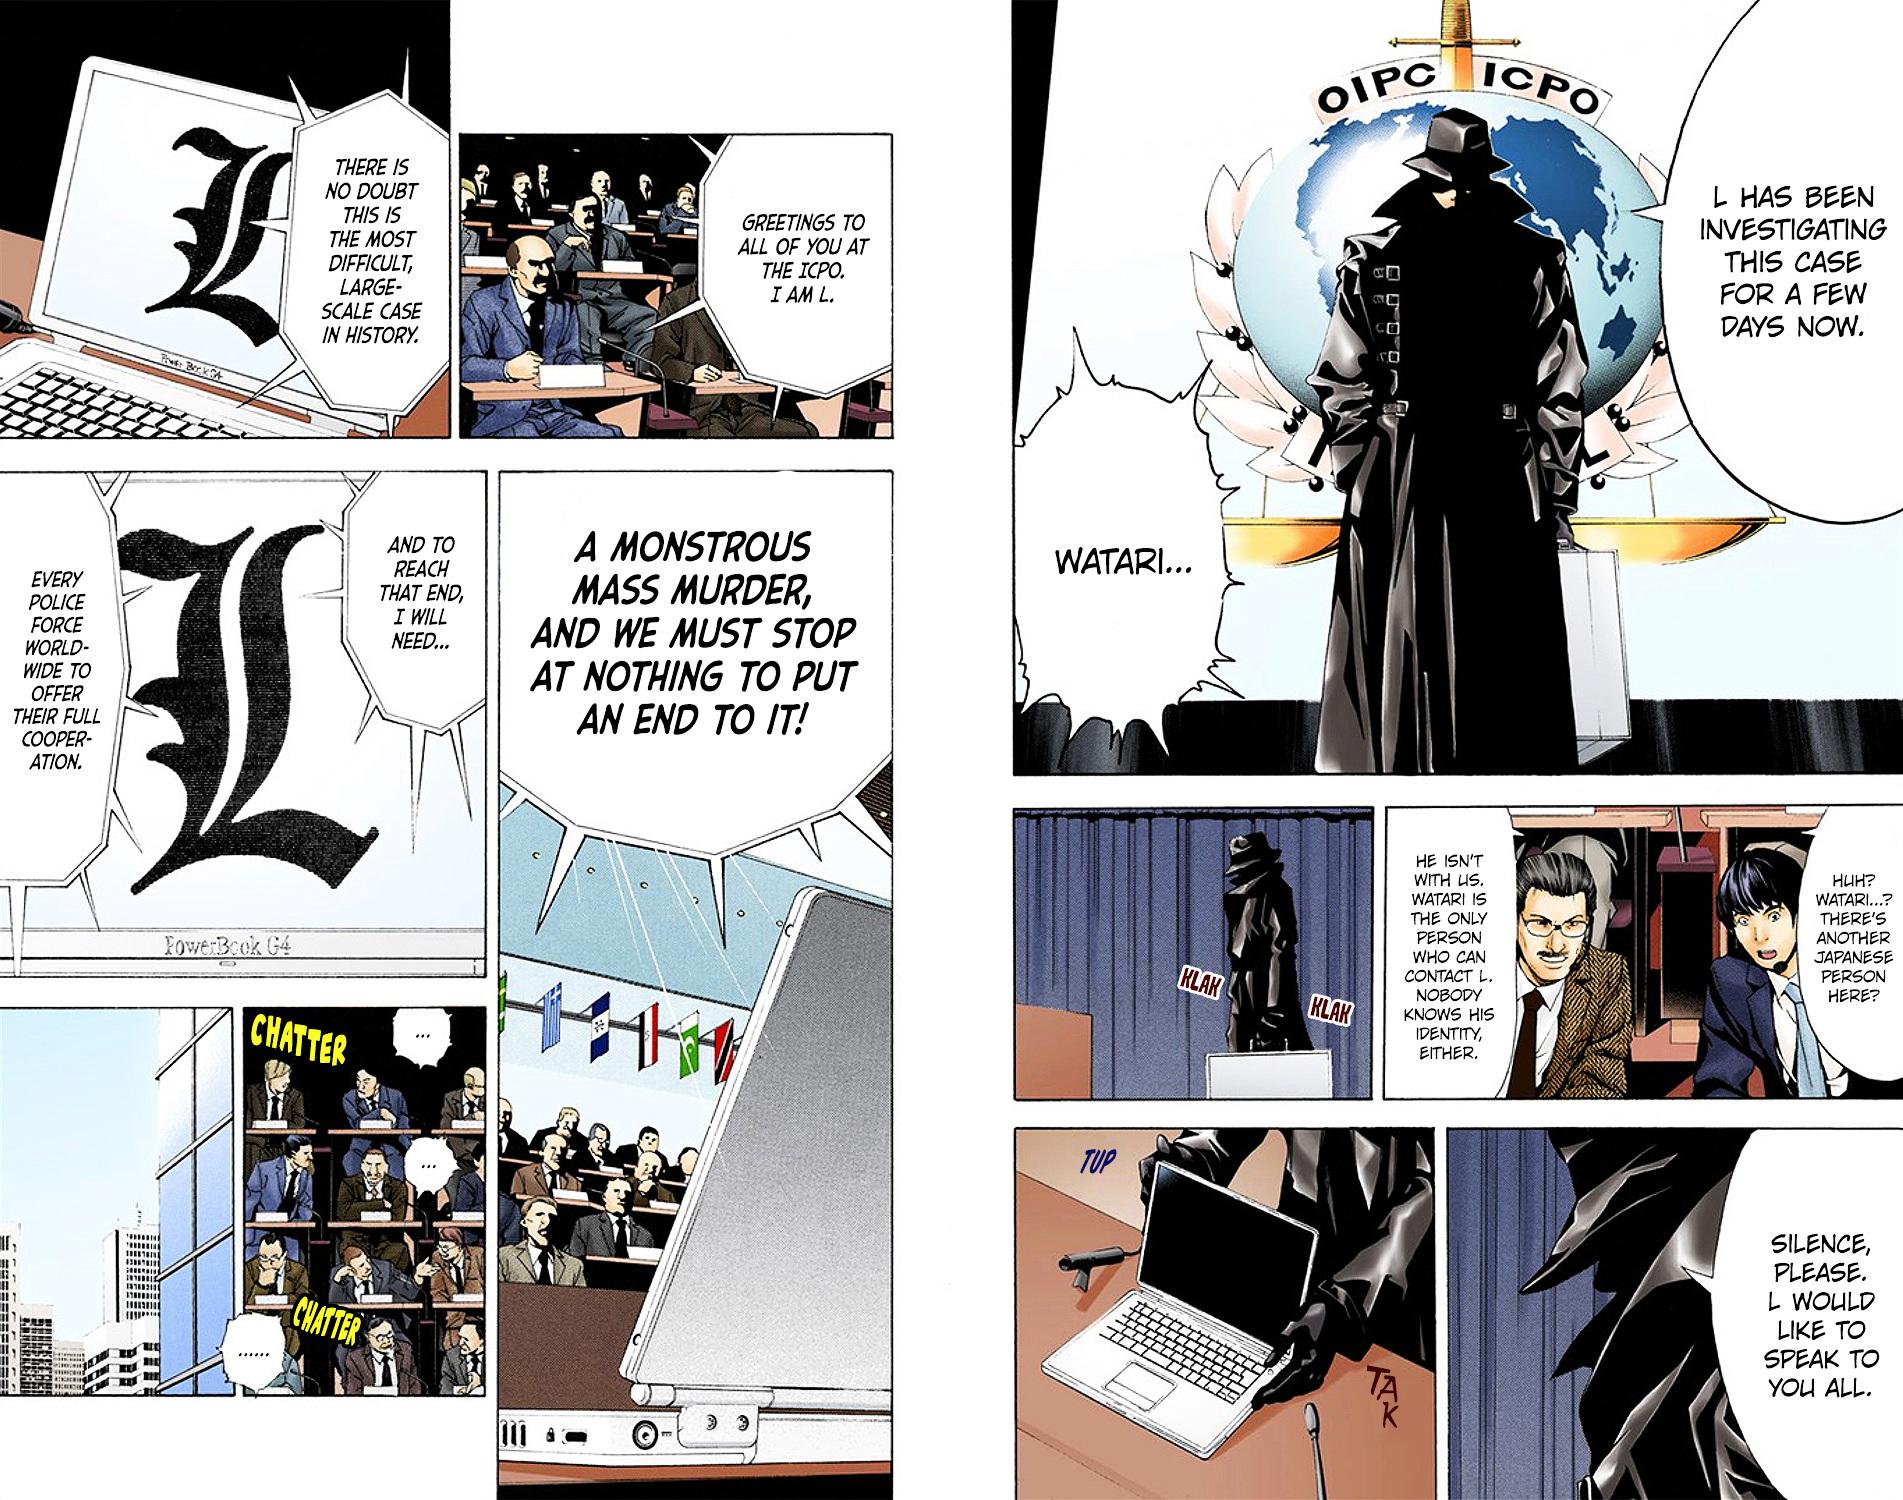 OIPC ICPO
L HAS BEEN
INVESTIGATING
THIS CASE
FOR A FEW
DAYS NOW.
WATARI...
L
HUH?
WATARI...?
THERE'S
ANOTHER
JAPANESE
PERSON
HERE?
HE ISN'T
WITH US.
WATARI IS
THE ONLY
PERSON
WHO CAN
CONTACT L.
NOBODY
KNOWS HIS
IDENTITY,
EITHER.
KLAK
KLAK
SILENCE,
PLEASE.
L WOULD
LIKE TO
SPEAK TO
YOU ALL.
TUP
TAK
GREETINGS TO
ALL OF YOU AT
THE ICPO.
I AM L.
THERE IS
NO DOUBT
THIS IS
THE MOST
DIFFICULT,
LARGE-
SCALE CASE
IN HISTORY.
L
PowerBook G4
A MONSTROUS
MASS MURDER,
AND WE MUST STOP
AT NOTHING TO PUT
AN END TO IT!
AND TO
REACH
THAT END,
I WILL
NEED...
L
EVERY
POLICE
FORCE
WORLD-
WIDE TO
OFFER
THEIR FULL
COOPER-
ATION.
PowerBook G4
CHATTER
...
...
CHATTER
......